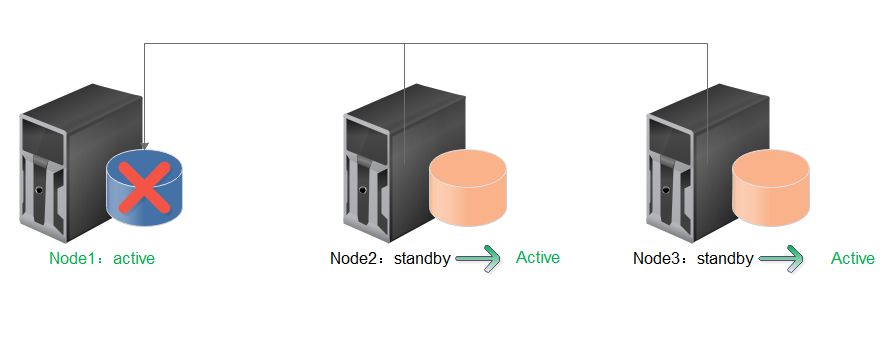 Node1：active
Node2：standby
Active
Node3：standby
Active